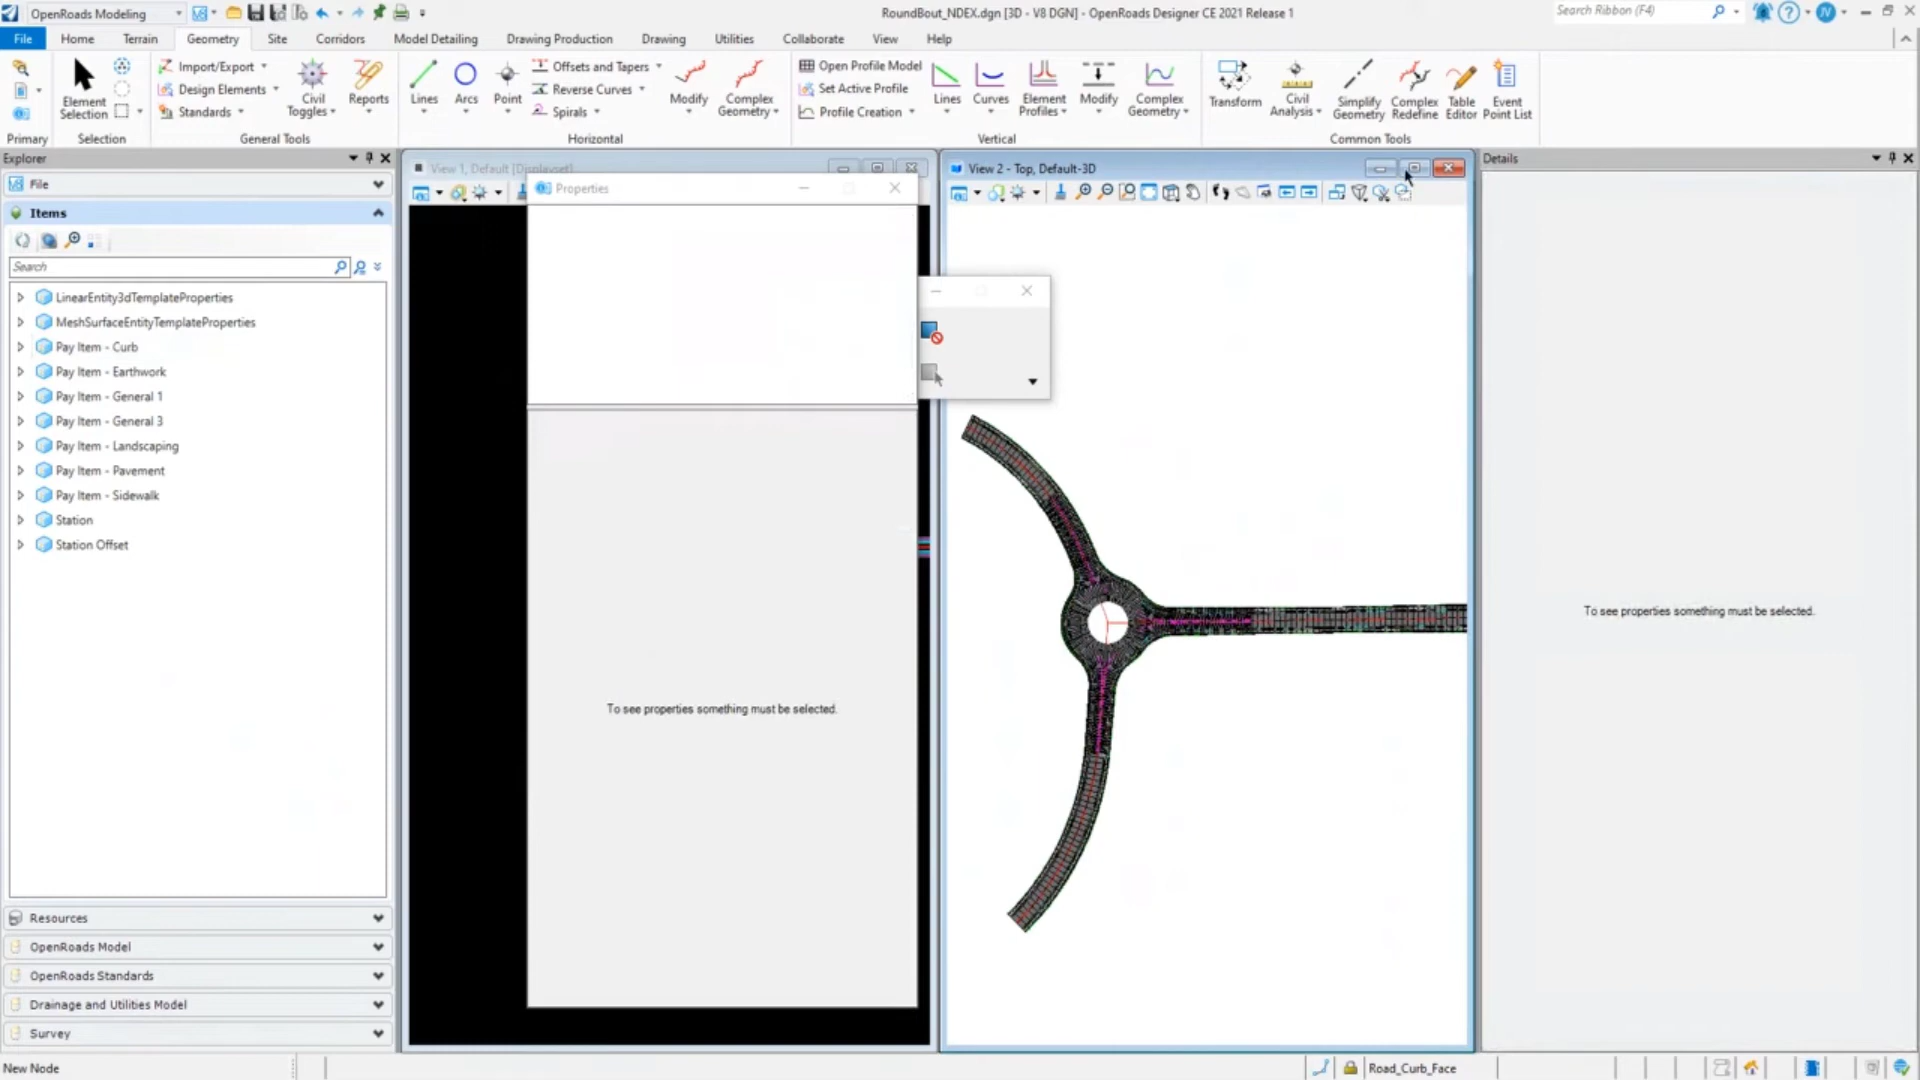 OpenRoads Modeling
RoundBout_NDEX.dgn [3D - V8 DGN] - OpenRoads Designer CE 2021 Release 1
Search Ribbon (F4)
JV
File
Home
Terrain
Geometry
Site
Corridors
Model Detailing
Drawing Production
Drawing
Utilities
Collaborate
View
Help
Element Selection
Import/Export
Design Elements
Standards
Civil Toggles
Reports
Lines
Arcs
Point
Offsets and Tapers
Reverse Curves
Spirals
Modify
Complex Geometry
Open Profile Model
Set Active Profile
Profile Creation
Lines
Curves
Element Profiles
Modify
Complex Geometry
Transform
Civil Analysis
Simplify Geometry
Complex Redefine
Table Editor
Event Point List
Primary
Selection
General Tools
Horizontal
Vertical
Common Tools
Explorer
File
Items
Search
LinearEntity3dTemplateProperties
MeshSurfaceEntityTemplateProperties
Pay Item - Curb
Pay Item - Earthwork
Pay Item - General 1
Pay Item - General 3
Pay Item - Landscaping
Pay Item - Pavement
Pay Item - Sidewalk
Station
Station Offset
Resources
OpenRoads Model
OpenRoads Standards
Drainage and Utilities Model
Survey
View 1, Default [Displayset]
Properties
To see properties something must be selected.
View 2 - Top, Default-3D
Details
To see properties something must be selected.
New Node
Road_Curb_Face